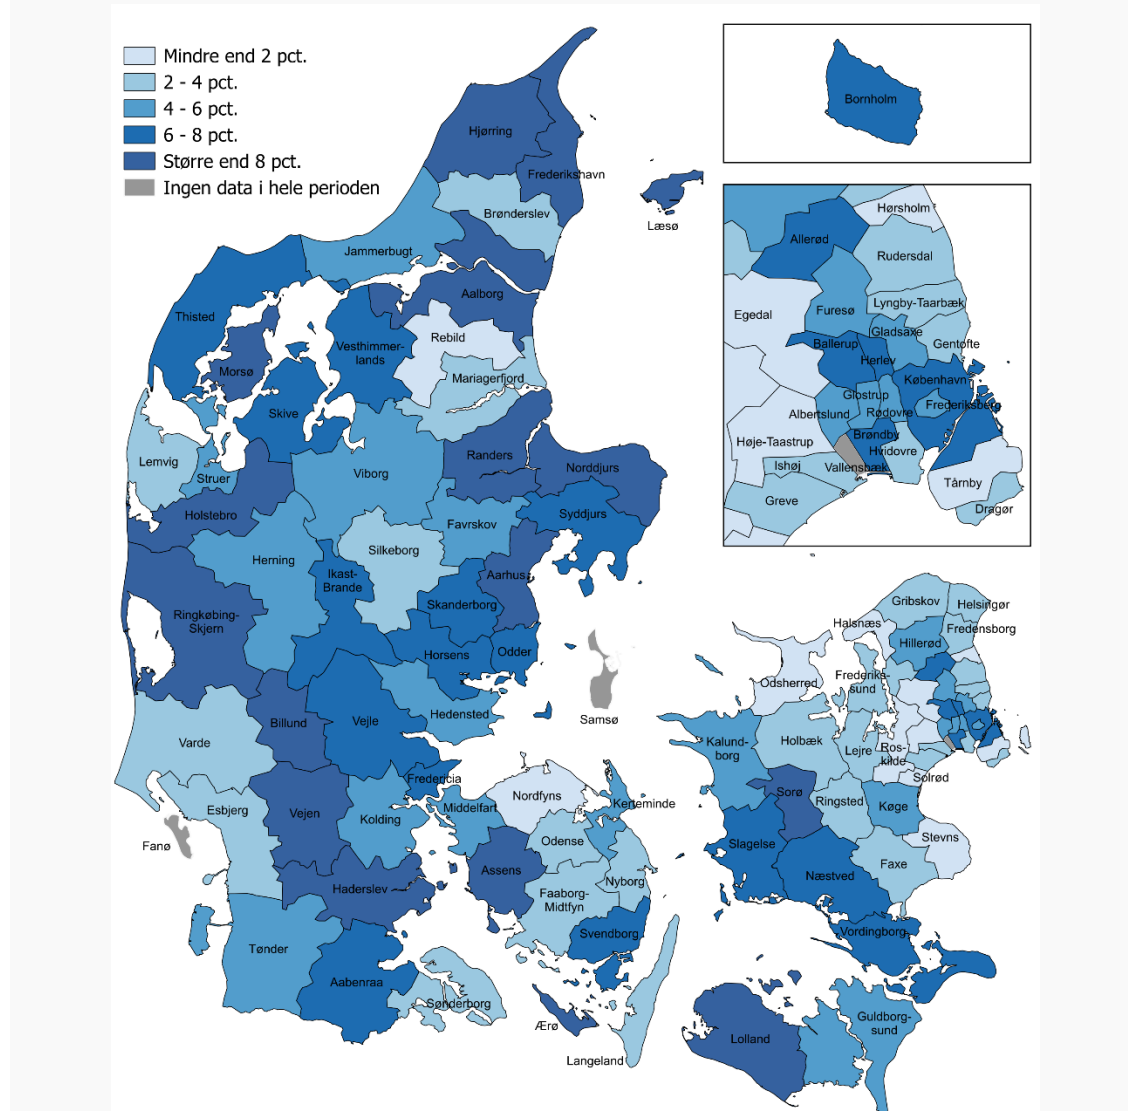 Mindre end 2 pct.
2 - 4 pct.
4 - 6 pct.
6 - 8 pct.
Større end 8 pct.
Ingen data i hele perioden
Hjørring
Frederikshavn
Læsø
Brønderslev
Jammerbugt
Aalborg
Thisted
Rebild
Vesthimmer-
lands
Morsø
Mariagerfjord
Skive
Lemvig
Struer
Viborg
Randers
Norddjurs
Holstebro
Favrskov
Syddjurs
Silkeborg
Herning
Ikast-
Brande
Aarhus
Skanderborg
Ringkøbing-
Skjern
Horsens
Odder
Samsø
Hedensted
Billund
Vejle
Varde
Fredericia
Esbjerg
Vejen
Kolding
Middelfart
Fanø
Haderslev
Tønder
Aabenraa
Sønderborg
Nordfyns
Kerteminde
Odense
Assens
Nyborg
Faaborg-
Midtfyn
Svendborg
Ærø
Langeland
Bornholm
Hørsholm
Allerød
Rudersdal
Egedal
Furesø
Lyngby-Taarbæk
Gladsaxe
Gentofte
Ballerup
Herlev
København
Glostrup
Frederiksberg
Albertslund
Rødovre
Høje-Taastrup
Brøndby
Hvidovre
Ishøj
Vallensbæk
Tårnby
Greve
Dragør
Gribskov
Helsingør
Halsnæs
Fredensborg
Hillerød
Odsherred
Frederiks-
sund
Kalund-
borg
Holbæk
Lejre
Ros-
kilde
Solrød
Sorø
Ringsted
Køge
Stevns
Slagelse
Faxe
Næstved
Vordingborg
Guldborg-
sund
Lolland